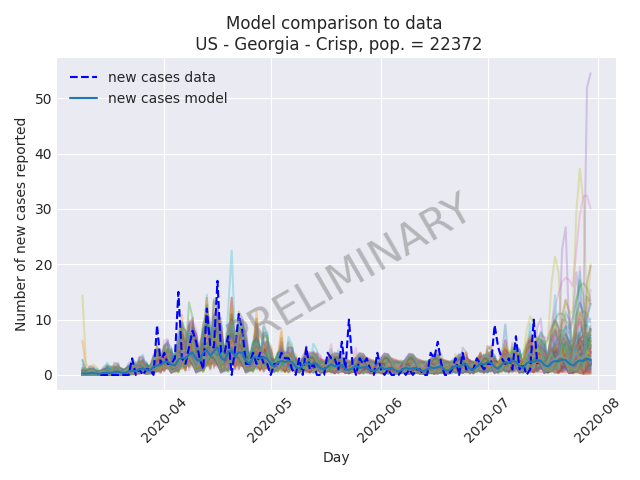 Model comparison to data
US - Georgia - Crisp, pop. = 22372
new cases data
new cases model
Number of new cases reported
50
40
30
20
10
0
PRELIMINARY
2020-04
2020-05
2020-06
2020-07
2020-08
Day